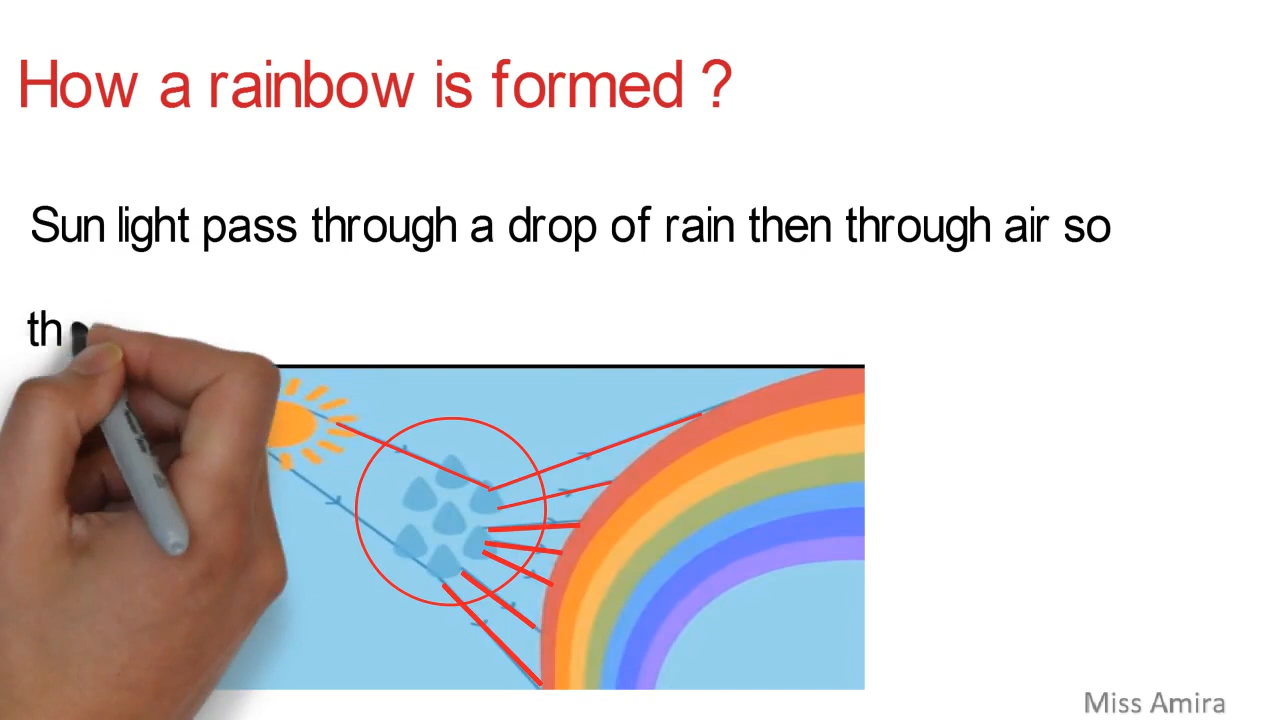 How a rainbow is formed ?
Sun light pass through a drop of rain then through air so
th
Miss Amira